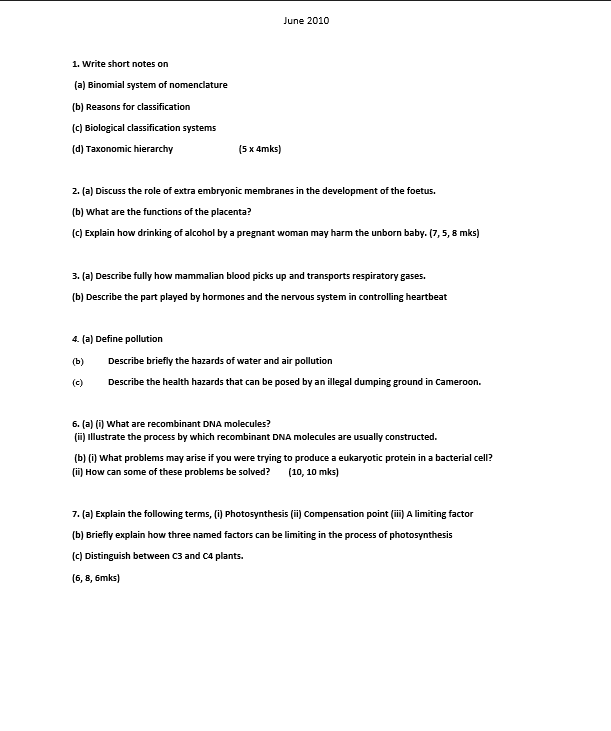 June 2010
1. Write short notes on
(a) Binomial system of nomenclature
(b) Reasons for classification
(c) Biological classification systems
(d) Taxonomic hierarchy (5 x 4mks)
2. (a) Discuss the role of extra embryonic membranes in the development of the foetus.
(b) What are the functions of the placenta?
(c) Explain how drinking of alcohol by a pregnant woman may harm the unborn baby. (7, 5, 8 mks)
3. (a) Describe fully how mammalian blood picks up and transports respiratory gases.
(b) Describe the part played by hormones and the nervous system in controlling heartbeat
4. (a) Define pollution
(b) Describe briefly the hazards of water and air pollution
(c) Describe the health hazards that can be posed by an illegal dumping ground in Cameroon.
6. (a) (i) What are recombinant DNA molecules?
(ii) Illustrate the process by which recombinant DNA molecules are usually constructed.
(b) (i) What problems may arise if you were trying to produce a eukaryotic protein in a bacterial cell?
(ii) How can some of these problems be solved? (10, 10 mks)
7. (a) Explain the following terms, (i) Photosynthesis (ii) Compensation point (iii) A limiting factor
(b) Briefly explain how three named factors can be limiting in the process of photosynthesis
(c) Distinguish between C3 and C4 plants.
(6, 8, 6mks)